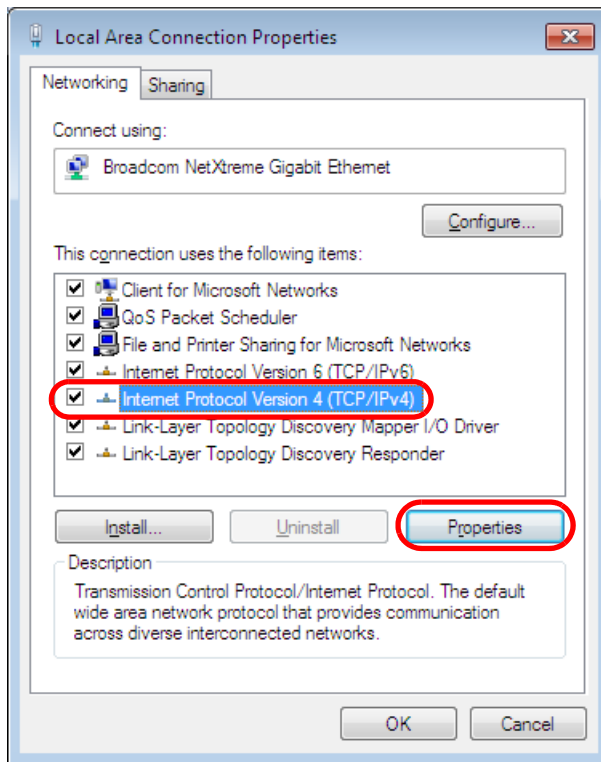 Local Area Connection Properties
Networking
Sharing
Connect using:
Broadcom NetXtreme Gigabit Ethernet
Configure...
This connection uses the following items:
Client for Microsoft Networks
QoS Packet Scheduler
File and Printer Sharing for Microsoft Networks
Internet Protocol Version 6 (TCP/IPv6)
Internet Protocol Version 4 (TCP/IPv4)
Link-Layer Topology Discovery Mapper I/O Driver
Link-Layer Topology Discovery Responder
Install...
Uninstall
Properties
Description
Transmission Control Protocol/Internet Protocol. The default
wide area network protocol that provides communication
across diverse interconnected networks.
OK
Cancel